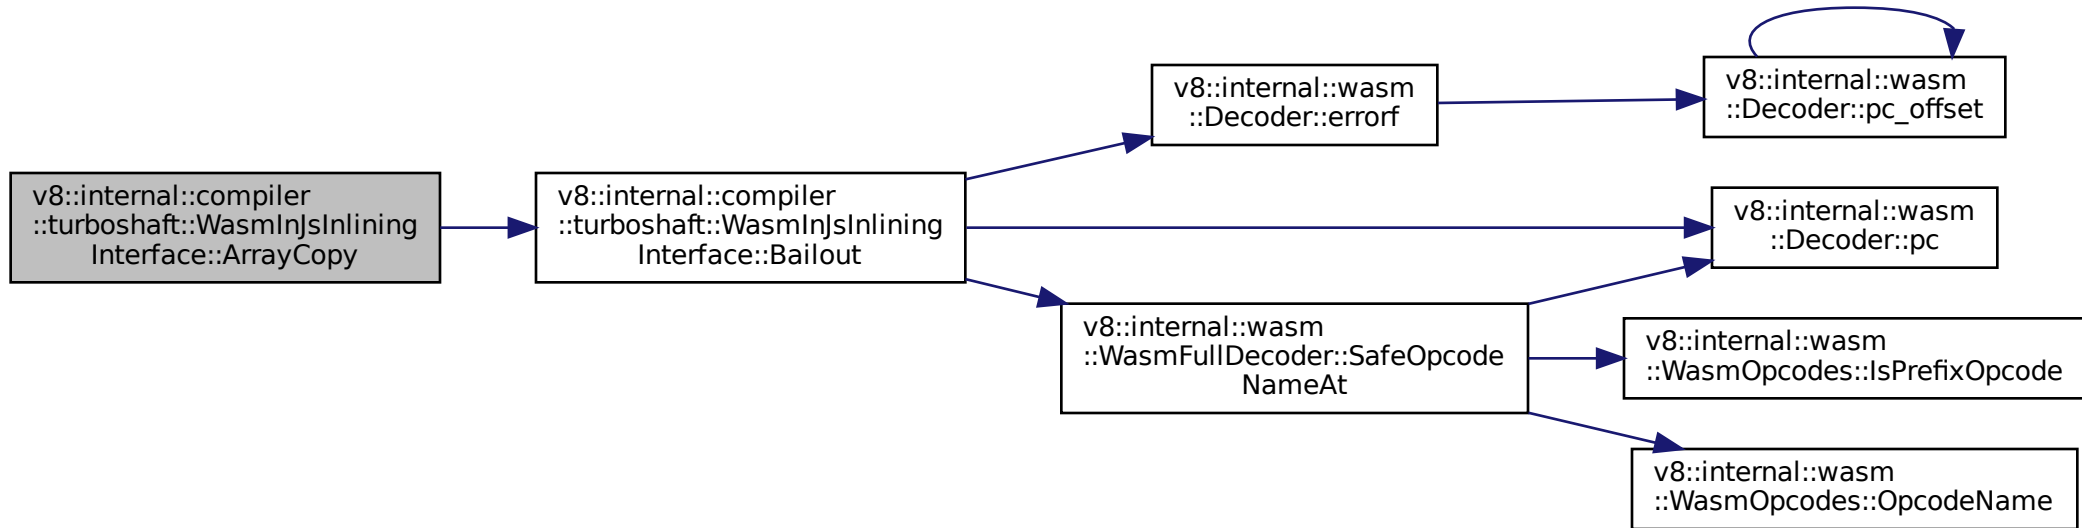 v8::internal::compiler
::turboshaft::WasmInJsInlining
Interface::ArrayCopy
v8::internal::compiler
::turboshaft::WasmInJsInlining
Interface::Bailout
v8::internal::wasm
::Decoder::errorf
v8::internal::wasm
::Decoder::pc_offset
v8::internal::wasm
::Decoder::pc
v8::internal::wasm
::WasmFullDecoder::SafeOpcode
NameAt
v8::internal::wasm
::WasmOpcodes::IsPrefixOpcode
v8::internal::wasm
::WasmOpcodes::OpcodeName